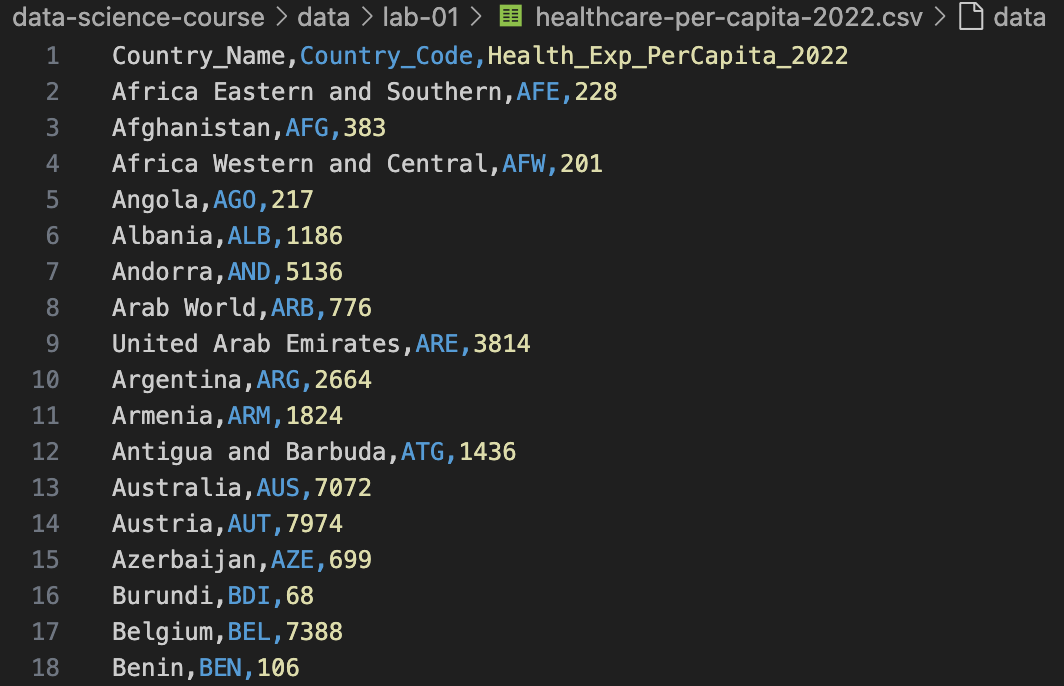 data-science-course > data > lab-01 > healthcare-per-capita-2022.csv > data
1 Country_Name,Country_Code,Health_Exp_PerCapita_2022
2 Africa Eastern and Southern,AFE,228
3 Afghanistan,AFG,383
4 Africa Western and Central,AFW,201
5 Angola,AGO,217
6 Albania,ALB,1186
7 Andorra,AND,5136
8 Arab World,ARB,776
9 United Arab Emirates,ARE,3814
10 Argentina,ARG,2664
11 Armenia,ARM,1824
12 Antigua and Barbuda,ATG,1436
13 Australia,AUS,7072
14 Austria,AUT,7974
15 Azerbaijan,AZE,699
16 Burundi,BDI,68
17 Belgium,BEL,7388
18 Benin,BEN,106